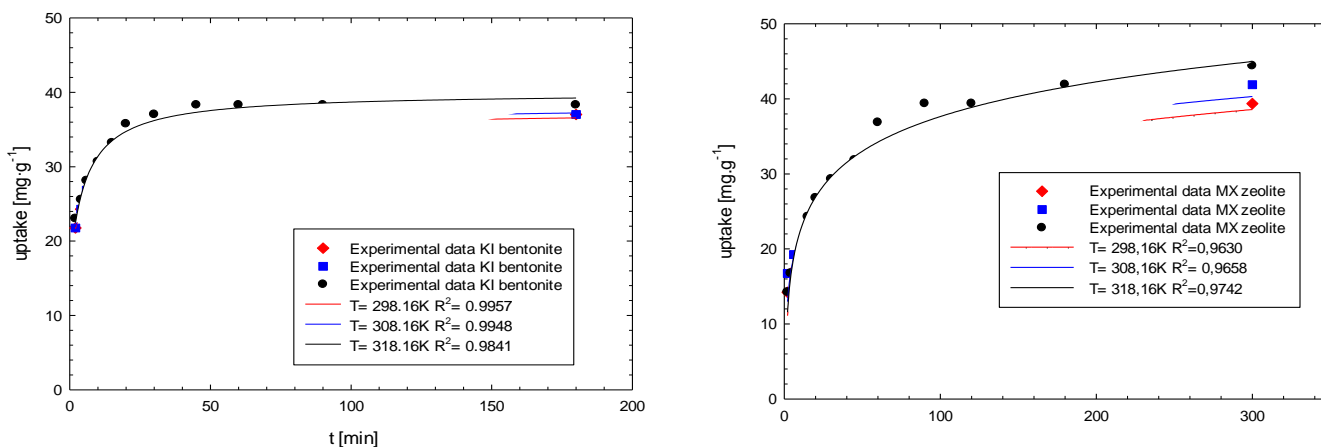 50
40
30
20
10
0
uptake [mg·g⁻¹]
Experimental data KI bentonite
Experimental data KI bentonite
Experimental data KI bentonite
T= 298.16K R²= 0.9957
T= 308.16K R²= 0.9948
T= 318.16K R²= 0.9841
0 50 100 150 200
t [min]
50
40
30
20
10
0
uptake [mg.g⁻¹]
Experimental data MX zeolite
Experimental data MX zeolite
Experimental data MX zeolite
T= 298,16K R²=0,9630
T= 308,16K R²= 0,9658
T= 318,16K R²=0,9742
0 100 200 300